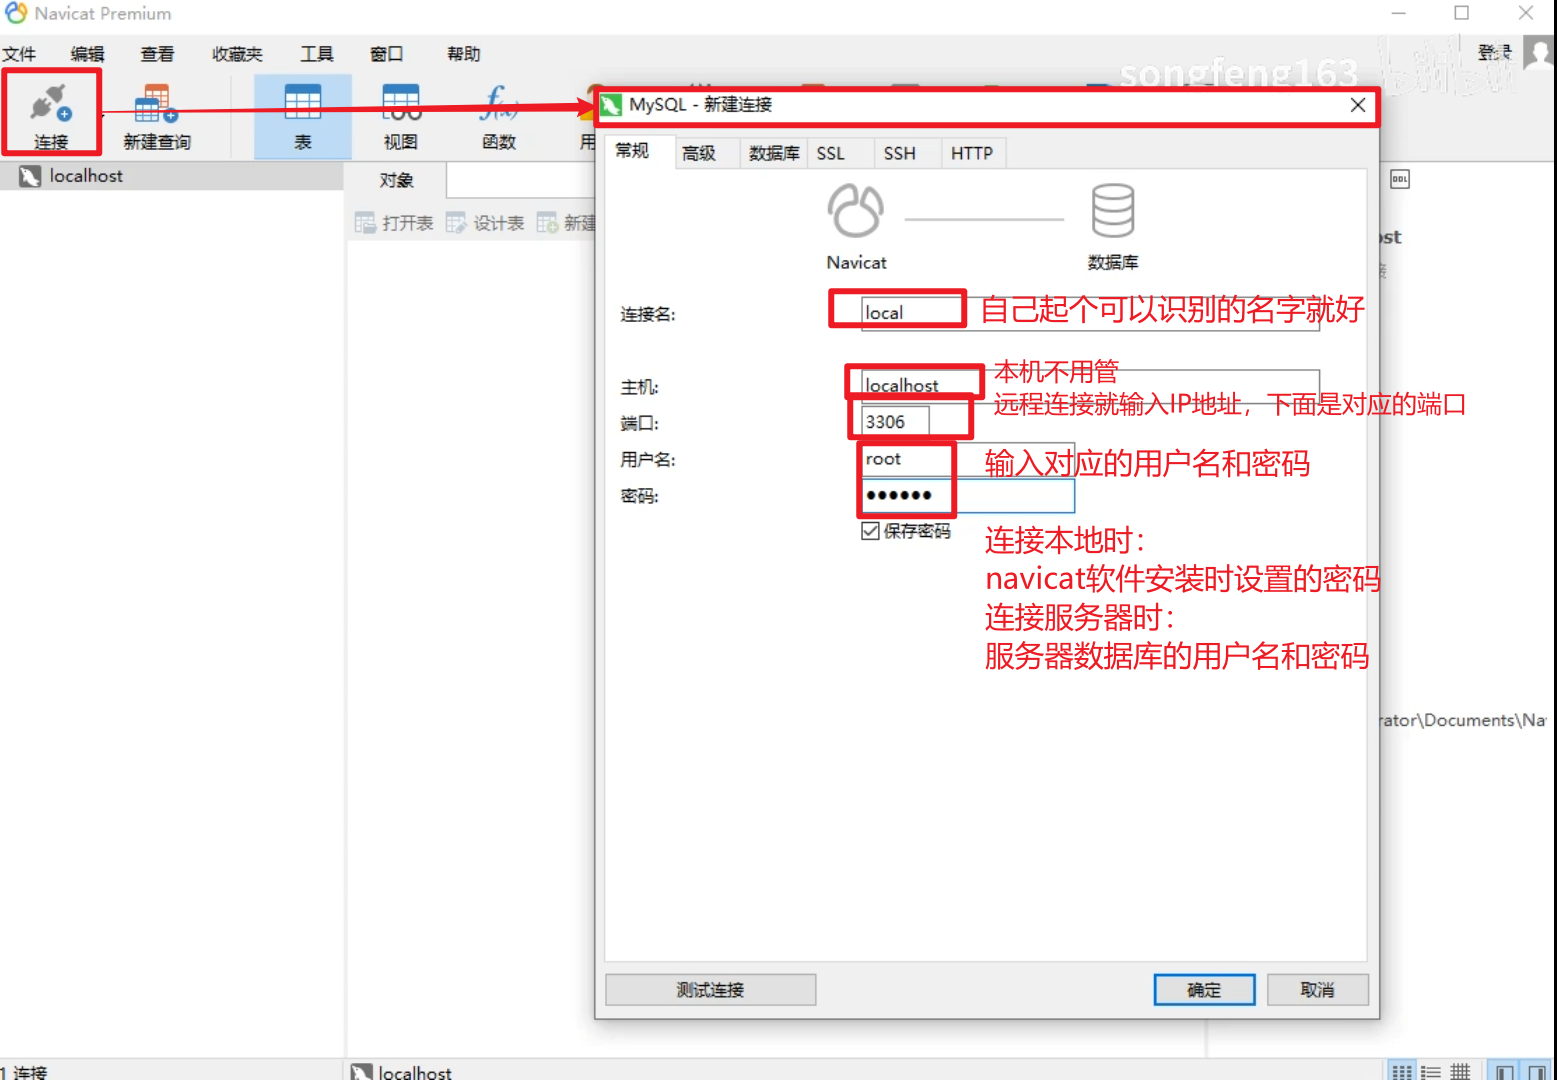 Navicat Premium
文件 编辑 查看 收藏夹 工具 窗口 帮助
登录
songfeng163
bilibili
连接 新建查询 表 视图 函数 用
MySQL - 新建连接
常规 高级 数据库 SSL SSH HTTP
localhost
对象
DDL
打开表 设计表 新建
ost
Navicat 数据库
连接名: local 自己起个可以识别的名字就好
本机不用管
主机: localhost
远程连接就输入IP地址，下面是对应的端口
端口: 3306
用户名: root 输入对应的用户名和密码
密码: ●●●●●●
保存密码
连接本地时：
navicat软件安装时设置的密码
连接服务器时：
服务器数据库的用户名和密码
rator\Documents\Na
测试连接 确定 取消
1 连接 localhost